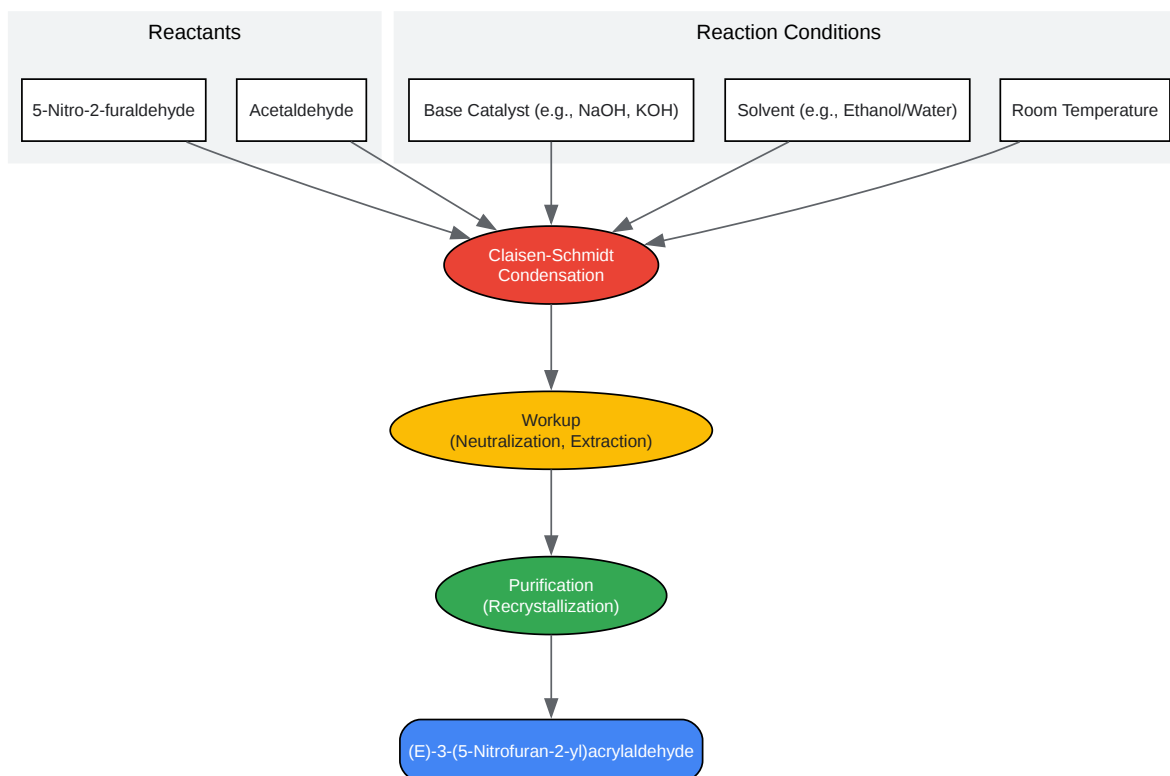 Reactants
Reaction Conditions
5-Nitro-2-furaldehyde
Acetaldehyde
Base Catalyst (e.g., NaOH, KOH)
Solvent (e.g., Ethanol/Water)
Room Temperature
Claisen-Schmidt
Condensation
Workup
(Neutralization, Extraction)
Purification
(Recrystallization)
(E)-3-(5-Nitrofuran-2-yl)acrylaldehyde